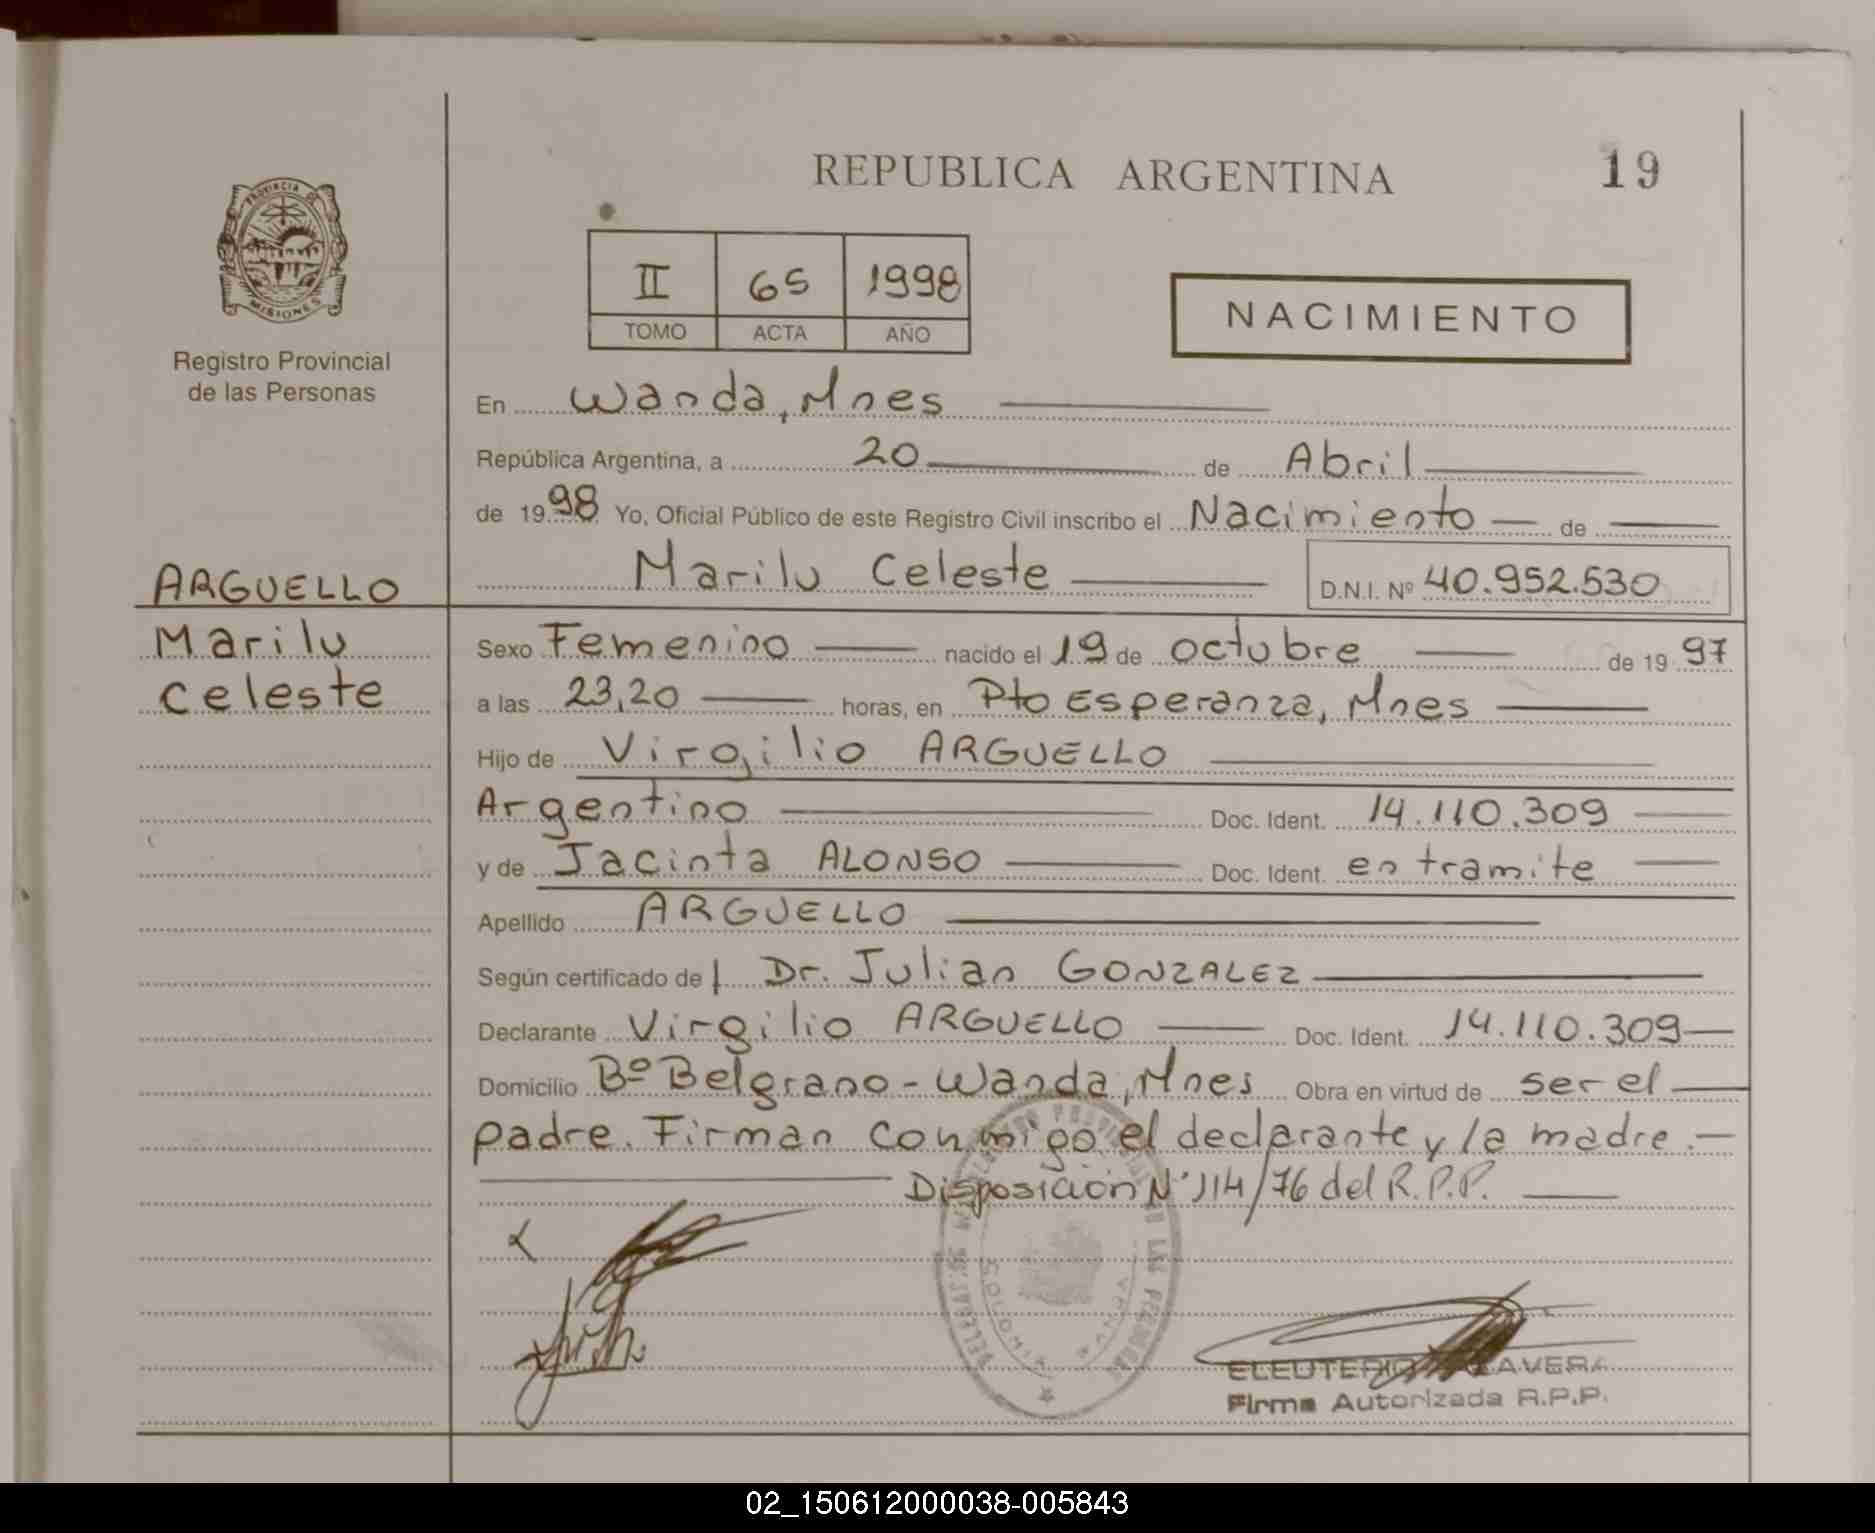 REPUBLICA ARGENTINA
19
PROVINCIA DE
MISIONES
Registro Provincial
de las Personas
II 65 1998
TOMO ACTA AÑO
NACIMIENTO
En Wanda, Mnes
República Argentina, a 20 de Abril
de 1998 Yo, Oficial Público de este Registro Civil inscribo el Nacimiento de
Marilu Celeste D.N.I. Nº 40.952.530
ARGUELLO
Marilu
Celeste
Sexo Femenino nacido el 19 de octubre de 1997
a las 23,20 horas, en Pto Esperanza, Mnes
Hijo de Virgilio ARGUELLO
Argentino Doc. Ident. 14.110.309
y de Jacinta ALONSO Doc. Ident. en tramite
Apellido ARGUELLO
Según certificado de Dr. Julian GONZALEZ
Declarante Virgilio ARGUELLO Doc. Ident. 14.110.309
Domicilio Bº Belgrano - Wanda, Mnes Obra en virtud de ser el
padre. Firman conmigo el declarante y la madre.-
Disposición Nº 114/76 del R.P.P.
ELEUTERIO
Firma Autorizada R.P.P.
02_150612000038-005843